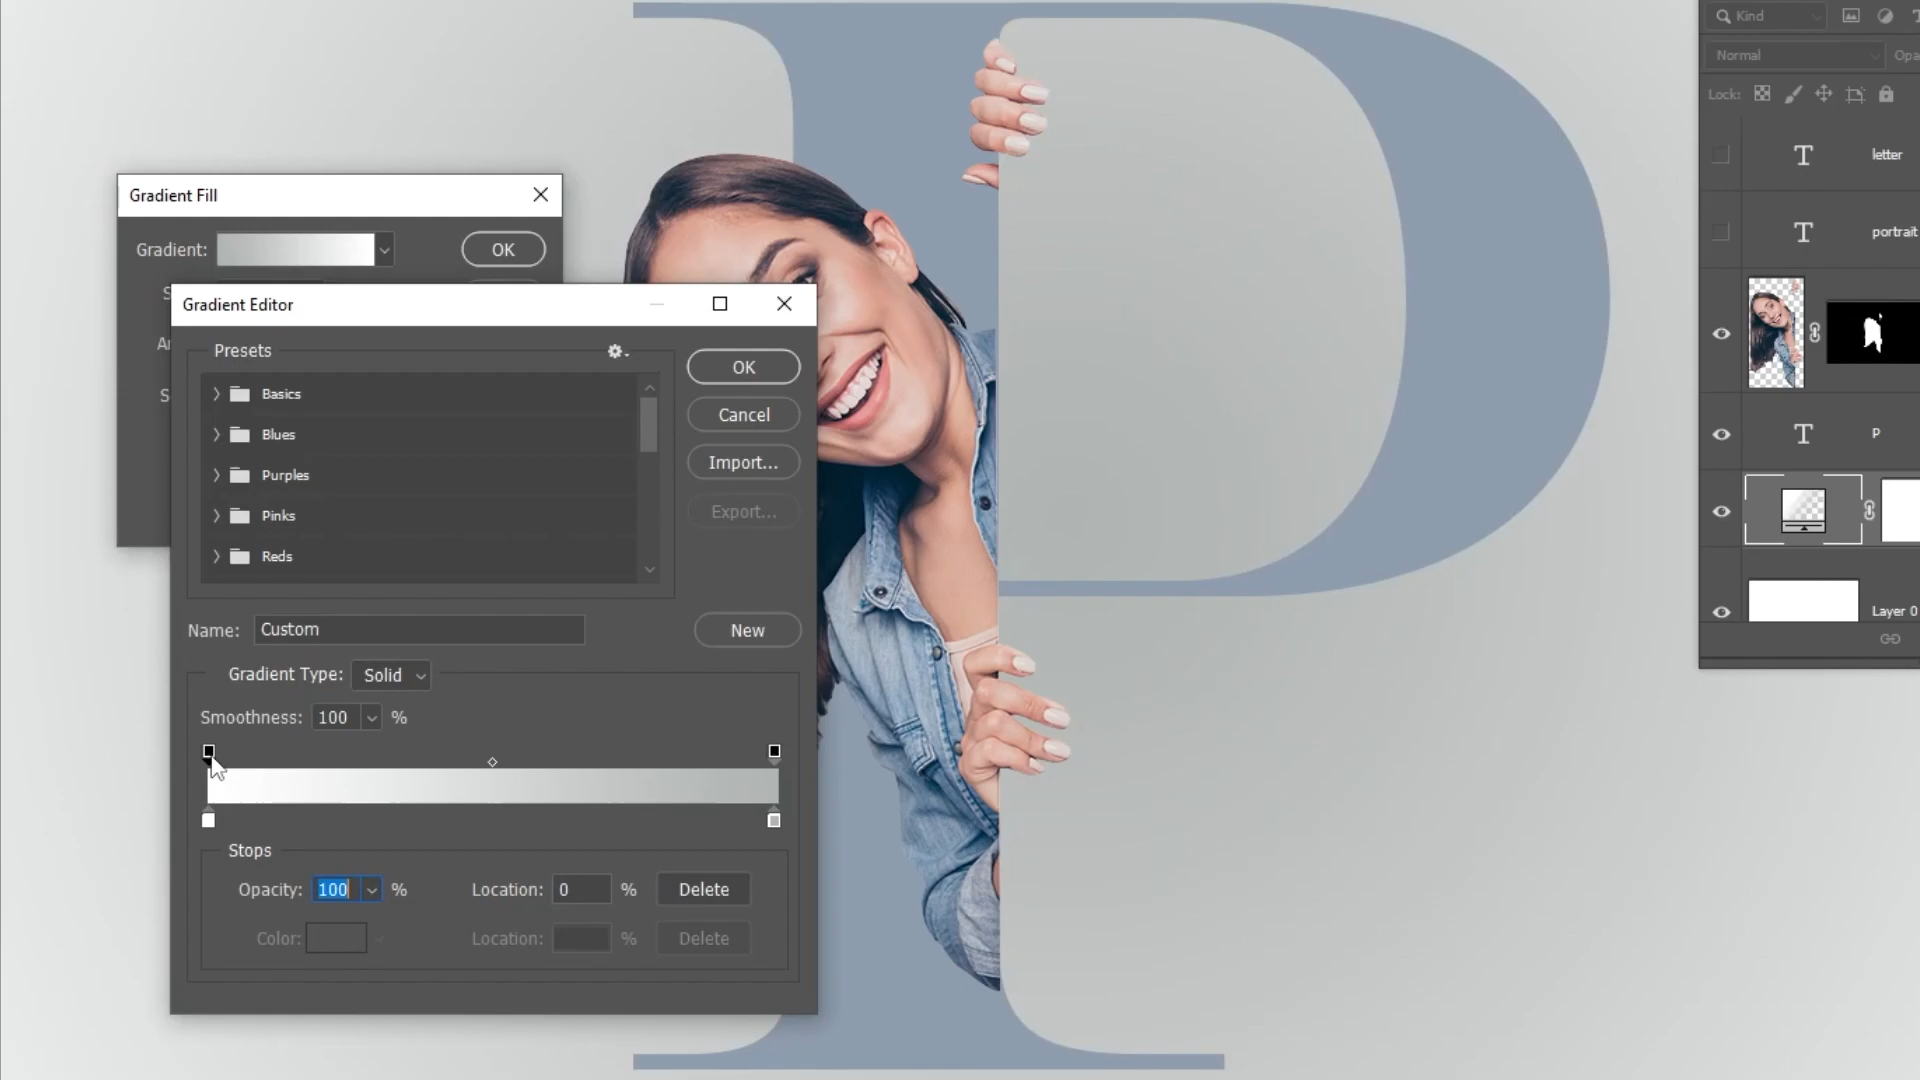 P
Gradient Fill
Gradient:
OK
Gradient Editor
Presets
Basics
Blues
Purples
Pinks
Reds
OK
Cancel
Import...
Export...
Name: Custom
New
Gradient Type: Solid
Smoothness: 100 %
Stops
Opacity: 100 % Location: 0 % Delete
Color: Location: % Delete
Kind
Normal
Opa
Lock:
T letter
T portrait
T P
Layer 0